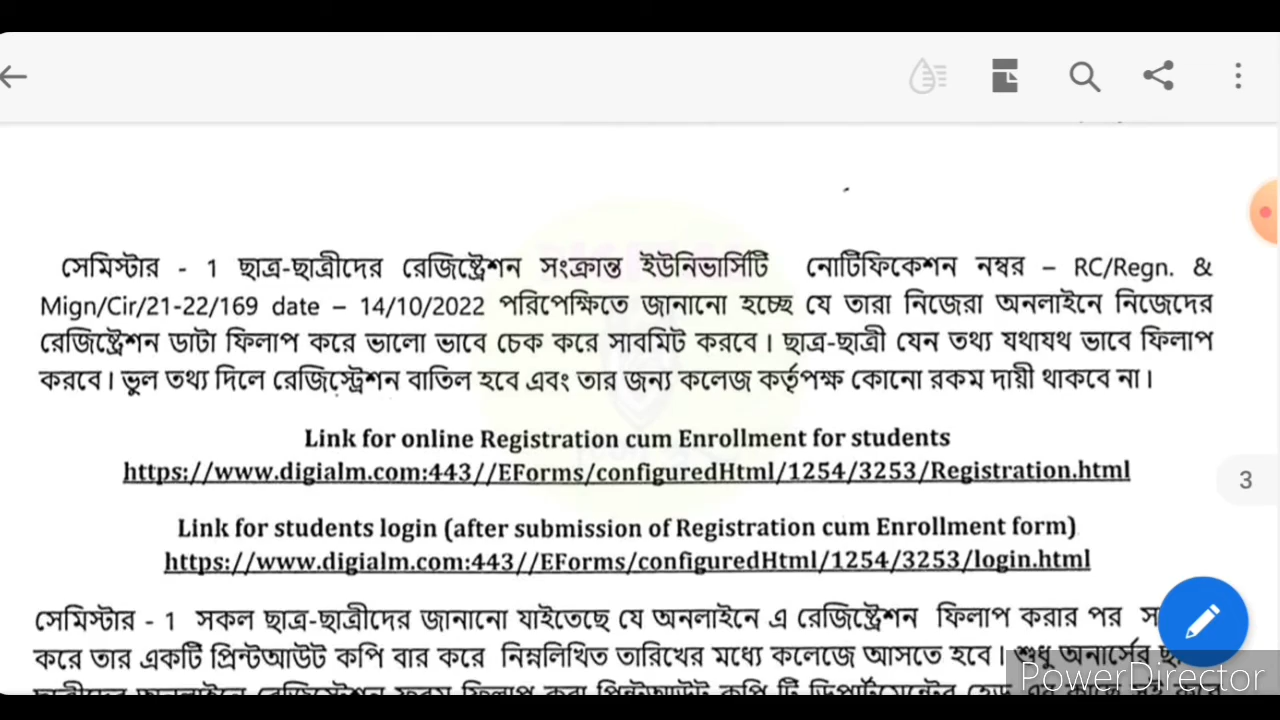 সেমিস্টার - 1 ছাত্র-ছাত্রীদের রেজিষ্ট্রেশন সংক্রান্ত ইউনিভার্সিটি নোটিফিকেশন নম্বর – RC/Regn. &
Mign/Cir/21-22/169 date – 14/10/2022 পরিপেক্ষিতে জানানো হচ্ছে যে তারা নিজেরা অনলাইনে নিজেদের
রেজিষ্ট্রেশন ডাটা ফিলাপ করে ভালো ভাবে চেক করে সাবমিট করবে। ছাত্র-ছাত্রী যেন তথ্য যথাযথ ভাবে ফিলাপ
করবে। ভুল তথ্য দিলে রেজিস্ট্রেশন বাতিল হবে এবং তার জন্য কলেজ কর্তৃপক্ষ কোনো রকম দায়ী থাকবে না।
Link for online Registration cum Enrollment for students
https://www.digialm.com:443//EForms/configuredHtml/1254/3253/Registration.html
3
Link for students login (after submission of Registration cum Enrollment form)
https://www.digialm.com:443//EForms/configuredHtml/1254/3253/login.html
সেমিস্টার - 1 সকল ছাত্র-ছাত্রীদের জানানো যাইতেছে যে অনলাইনে এ রেজিষ্ট্রেশন ফিলাপ করার পর
করে তার একটি প্রিন্টআউট কপি বার করে নিম্নলিখিত তারিখের মধ্যে কলেজে আসতে হবে। শুধু অনার্সের
PowerDirector